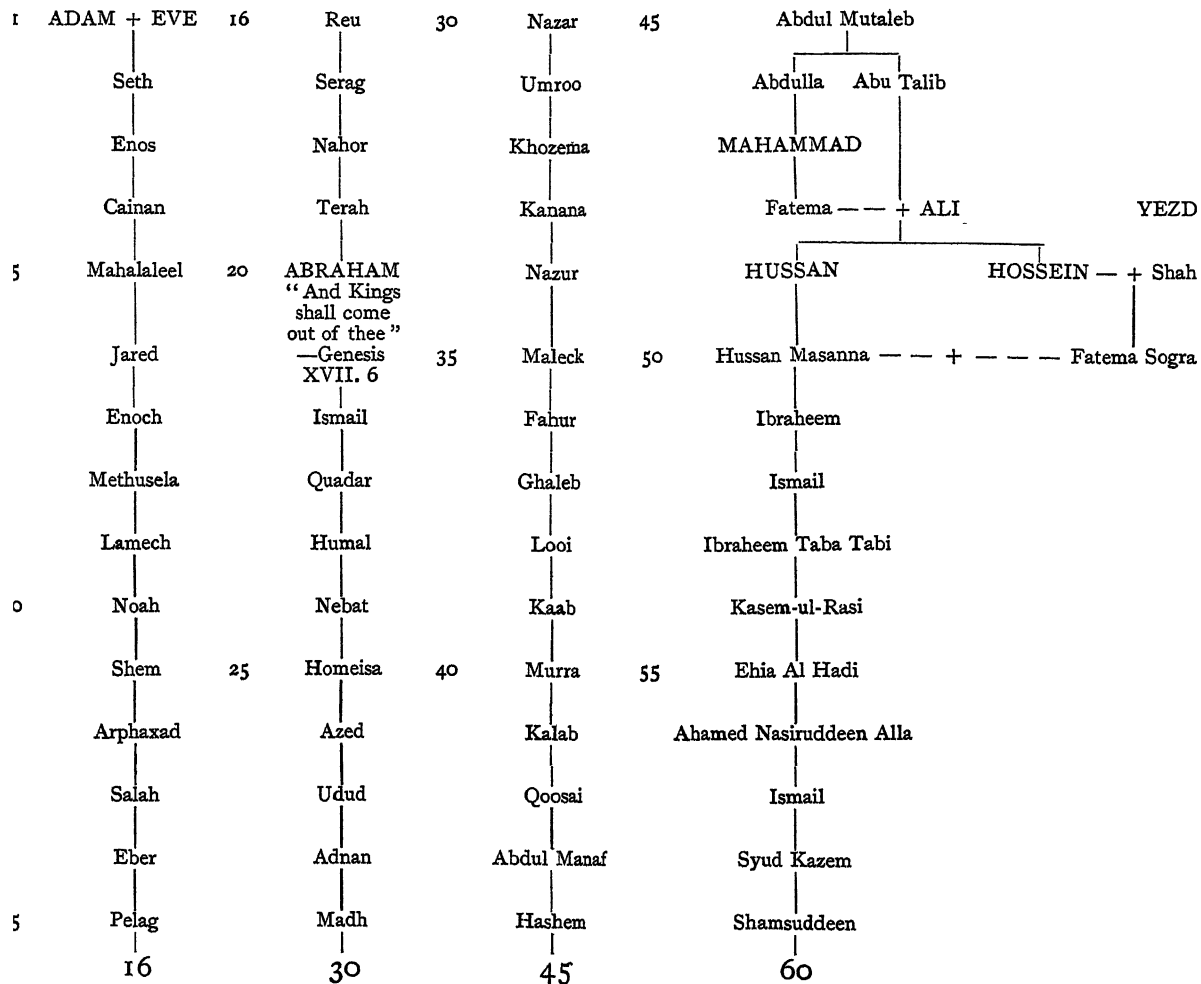 1 ADAM + EVE 16 Reu 30 Nazar 45 Abdul Mutaleb
Seth Serag Umroo Abdulla Abu Talib
Enos Nahor Khozema MAHAMMAD
Cainan Terah Kanana Fatema — — + ALI YEZD
5 Mahalaleel 20 ABRAHAM Nazur HUSSAN HOSSEIN — + Shah
“And Kings
shall come
out of thee”
Jared —Genesis 35 Maleck 50 Hussan Masanna — — — + — — — — Fatema Sogra
XVII. 6
Enoch Ismail Fahur Ibraheem
Methusela Quadar Ghaleb Ismail
Lamech Humal Looi Ibraheem Taba Tabi
0 Noah Nebat Kaab Kasem-ul-Rasi
Shem 25 Homeisa 40 Murra 55 Ehia Al Hadi
Arphaxad Azed Kalab Ahamed Nasiruddeen Alla
Salah Udud Qoosai Ismail
Eber Adnan Abdul Manaf Syud Kazem
5 Pelag Madh Hashem Shamsuddeen
16 30 45 60